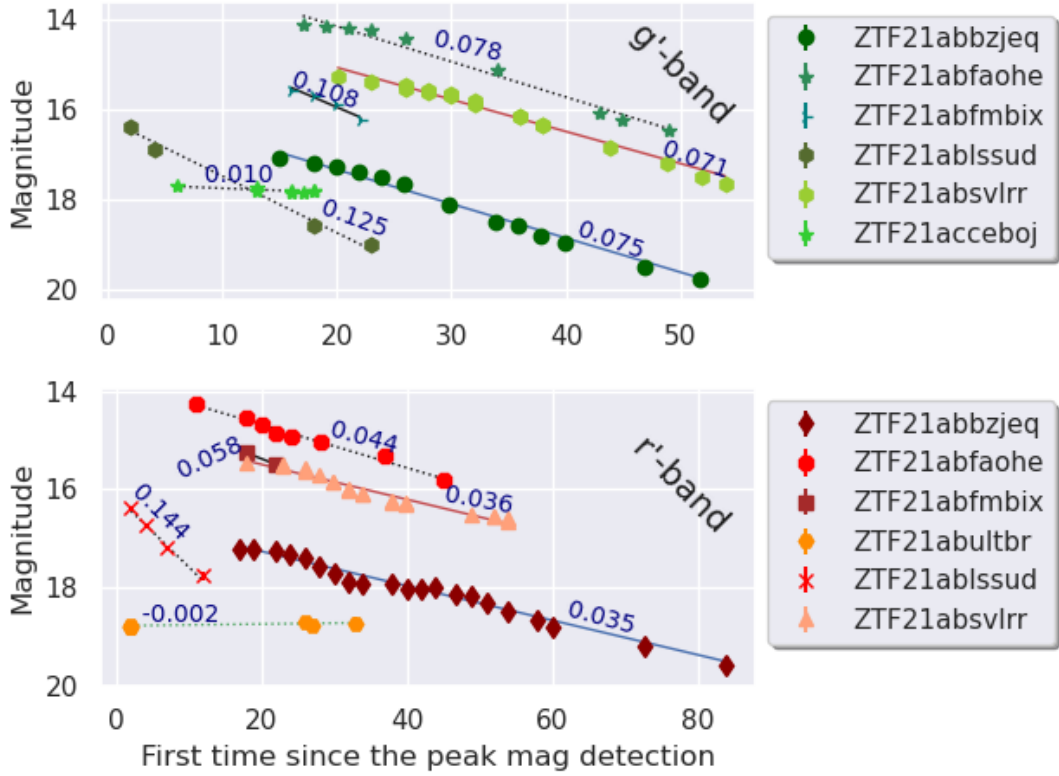 14
16
18
20
Magnitude
0.078
g'-band
0.108
0.071
0.010
0.125
0.075
0
10
20
30
40
50
ZTF21abbzjeq
ZTF21abfaohe
ZTF21abfmbix
ZTF21ablssud
ZTF21absvlrr
ZTF21acceboj
14
16
18
20
Magnitude
0.044
r'-band
0.058
0.036
0.144
-0.002
0.035
0
20
40
60
80
First time since the peak mag detection
ZTF21abbzjeq
ZTF21abfaohe
ZTF21abfmbix
ZTF21abultbr
ZTF21ablssud
ZTF21absvlrr